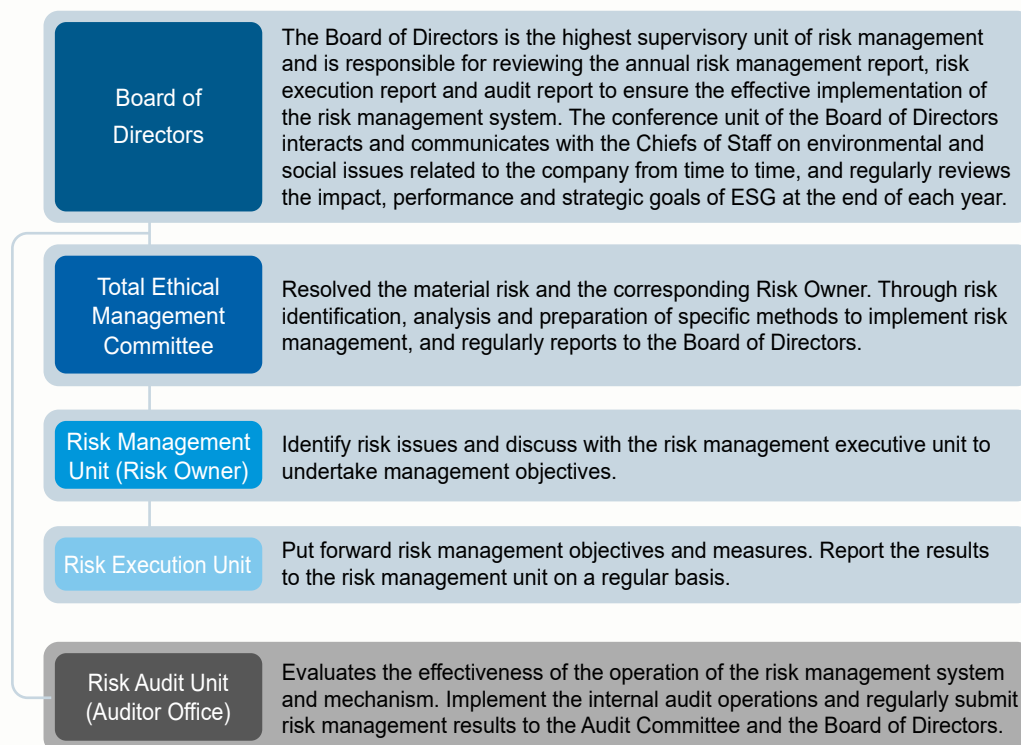 Board of
Directors
The Board of Directors is the highest supervisory unit of risk management
and is responsible for reviewing the annual risk management report, risk
execution report and audit report to ensure the effective implementation of
the risk management system. The conference unit of the Board of Directors
interacts and communicates with the Chiefs of Staff on environmental and
social issues related to the company from time to time, and regularly reviews
the impact, performance and strategic goals of ESG at the end of each year.
Total Ethical
Management
Committee
Resolved the material risk and the corresponding Risk Owner. Through risk
identification, analysis and preparation of specific methods to implement risk
management, and regularly reports to the Board of Directors.
Risk Management
Unit (Risk Owner)
Identify risk issues and discuss with the risk management executive unit to
undertake management objectives.
Risk Execution Unit
Put forward risk management objectives and measures. Report the results
to the risk management unit on a regular basis.
Risk Audit Unit
(Auditor Office)
Evaluates the effectiveness of the operation of the risk management system
and mechanism. Implement the internal audit operations and regularly submit
risk management results to the Audit Committee and the Board of Directors.